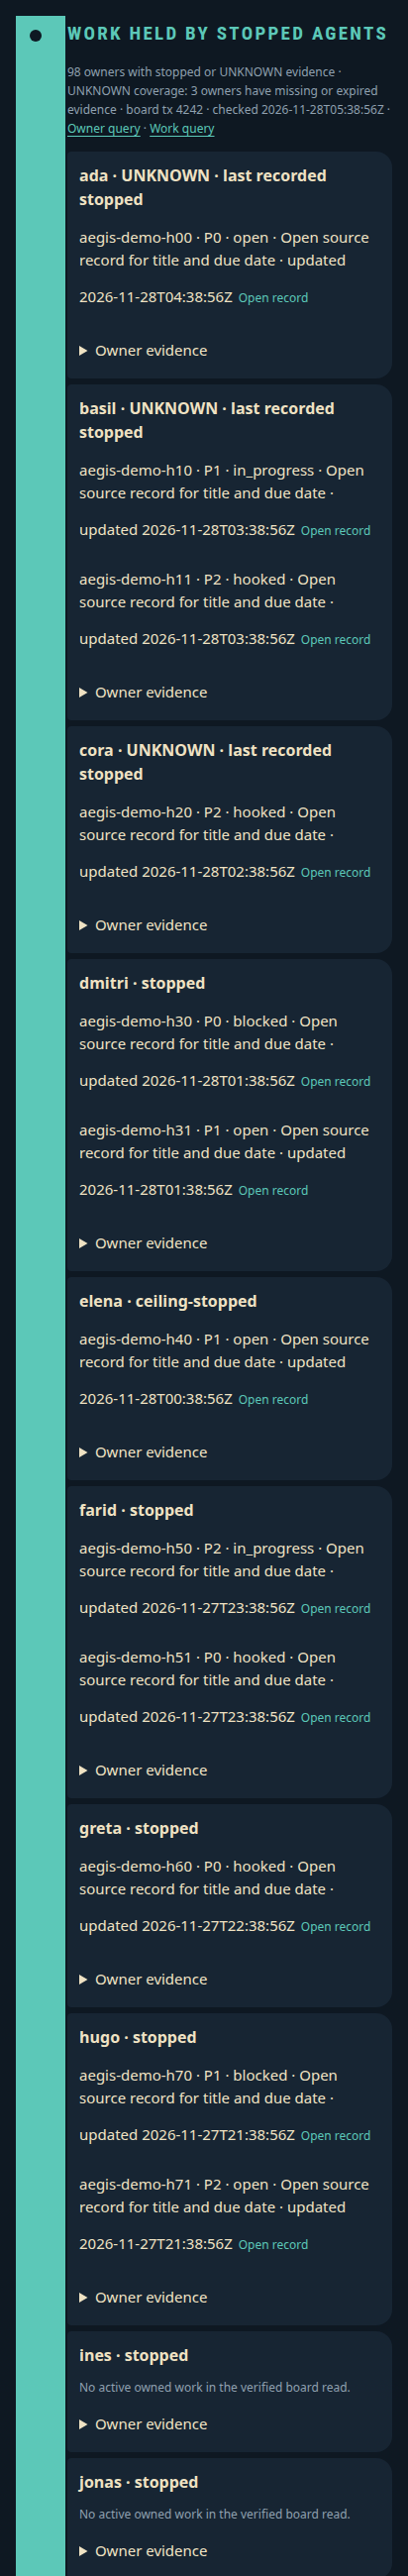 WORK HELD BY STOPPED AGENTS
98 owners with stopped or UNKNOWN evidence ·
UNKNOWN coverage: 3 owners have missing or expired
evidence · board tx 4242 · checked 2026-11-28T05:38:56Z ·
Owner query · Work query
ada · UNKNOWN · last recorded
stopped
aegis-demo-h00 · P0 · open · Open source
record for title and due date · updated
2026-11-28T04:38:56Z Open record
▶ Owner evidence
basil · UNKNOWN · last recorded
stopped
aegis-demo-h10 · P1 · in_progress · Open
source record for title and due date ·
updated 2026-11-28T03:38:56Z Open record
aegis-demo-h11 · P2 · hooked · Open
source record for title and due date ·
updated 2026-11-28T03:38:56Z Open record
▶ Owner evidence
cora · UNKNOWN · last recorded
stopped
aegis-demo-h20 · P2 · hooked · Open
source record for title and due date ·
updated 2026-11-28T02:38:56Z Open record
▶ Owner evidence
dmitri · stopped
aegis-demo-h30 · P0 · blocked · Open
source record for title and due date ·
updated 2026-11-28T01:38:56Z Open record
aegis-demo-h31 · P1 · open · Open source
record for title and due date · updated
2026-11-28T01:38:56Z Open record
▶ Owner evidence
elena · ceiling-stopped
aegis-demo-h40 · P1 · open · Open source
record for title and due date · updated
2026-11-28T00:38:56Z Open record
▶ Owner evidence
farid · stopped
aegis-demo-h50 · P2 · in_progress · Open
source record for title and due date ·
updated 2026-11-27T23:38:56Z Open record
aegis-demo-h51 · P0 · hooked · Open
source record for title and due date ·
updated 2026-11-27T23:38:56Z Open record
▶ Owner evidence
greta · stopped
aegis-demo-h60 · P0 · hooked · Open
source record for title and due date ·
updated 2026-11-27T22:38:56Z Open record
▶ Owner evidence
hugo · stopped
aegis-demo-h70 · P1 · blocked · Open
source record for title and due date ·
updated 2026-11-27T21:38:56Z Open record
aegis-demo-h71 · P2 · open · Open source
record for title and due date · updated
2026-11-27T21:38:56Z Open record
▶ Owner evidence
ines · stopped
No active owned work in the verified board read.
▶ Owner evidence
jonas · stopped
No active owned work in the verified board read.
▶ Owner evidence